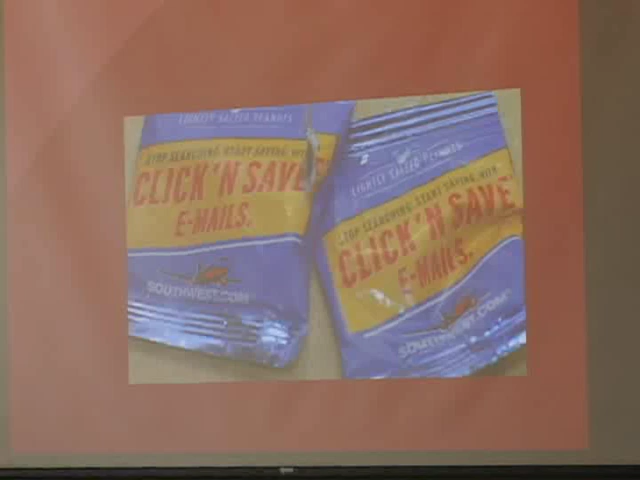 LIGHTLY SALTED PEANUTS
STOP SEARCHING. START SAVING WITH
CLICK 'N SAVE
E-MAILS.
SOUTHWEST.COM
LIGHTLY SALTED PEANUTS
STOP SEARCHING. START SAVING WITH
CLICK 'N SAVE
E-MAILS.
SOUTHWEST.COM